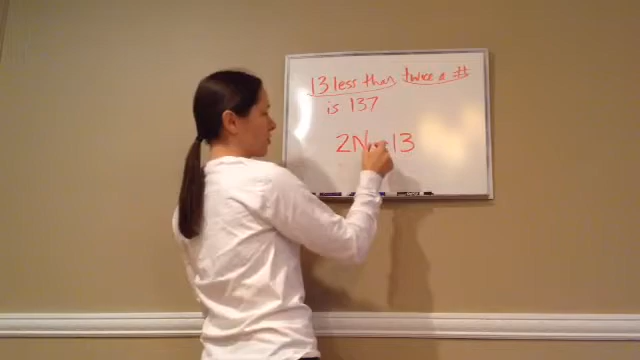 13 less than twice a #
is 137
2N - 13